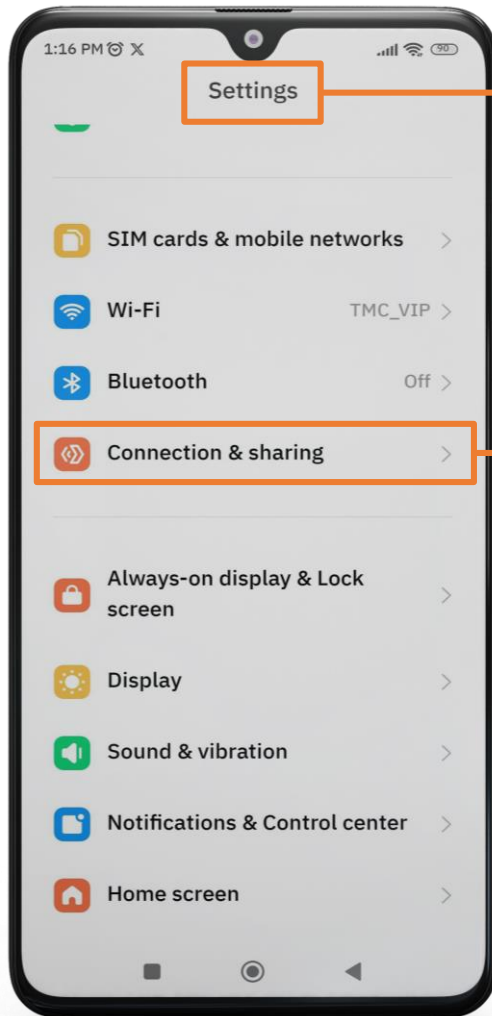 1:16 PM 90
Settings
SIM cards & mobile networks
Wi-Fi TMC_VIP
Bluetooth Off
Connection & sharing
Always-on display & Lock
screen
Display
Sound & vibration
Notifications & Control center
Home screen